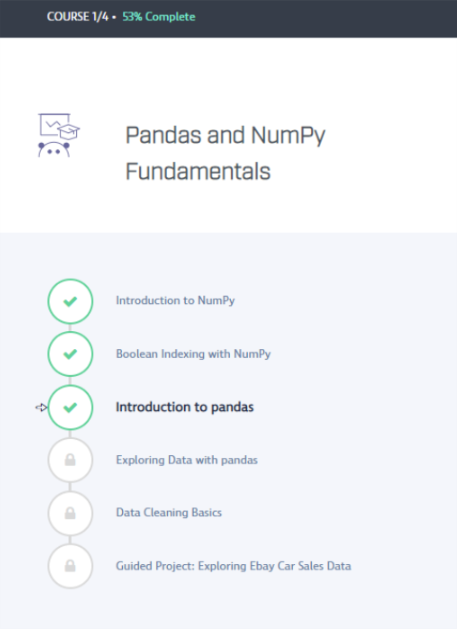 COURSE 1/4 • 53% Complete
Pandas and NumPy
Fundamentals
Introduction to NumPy
Boolean Indexing with NumPy
Introduction to pandas
Exploring Data with pandas
Data Cleaning Basics
Guided Project: Exploring Ebay Car Sales Data